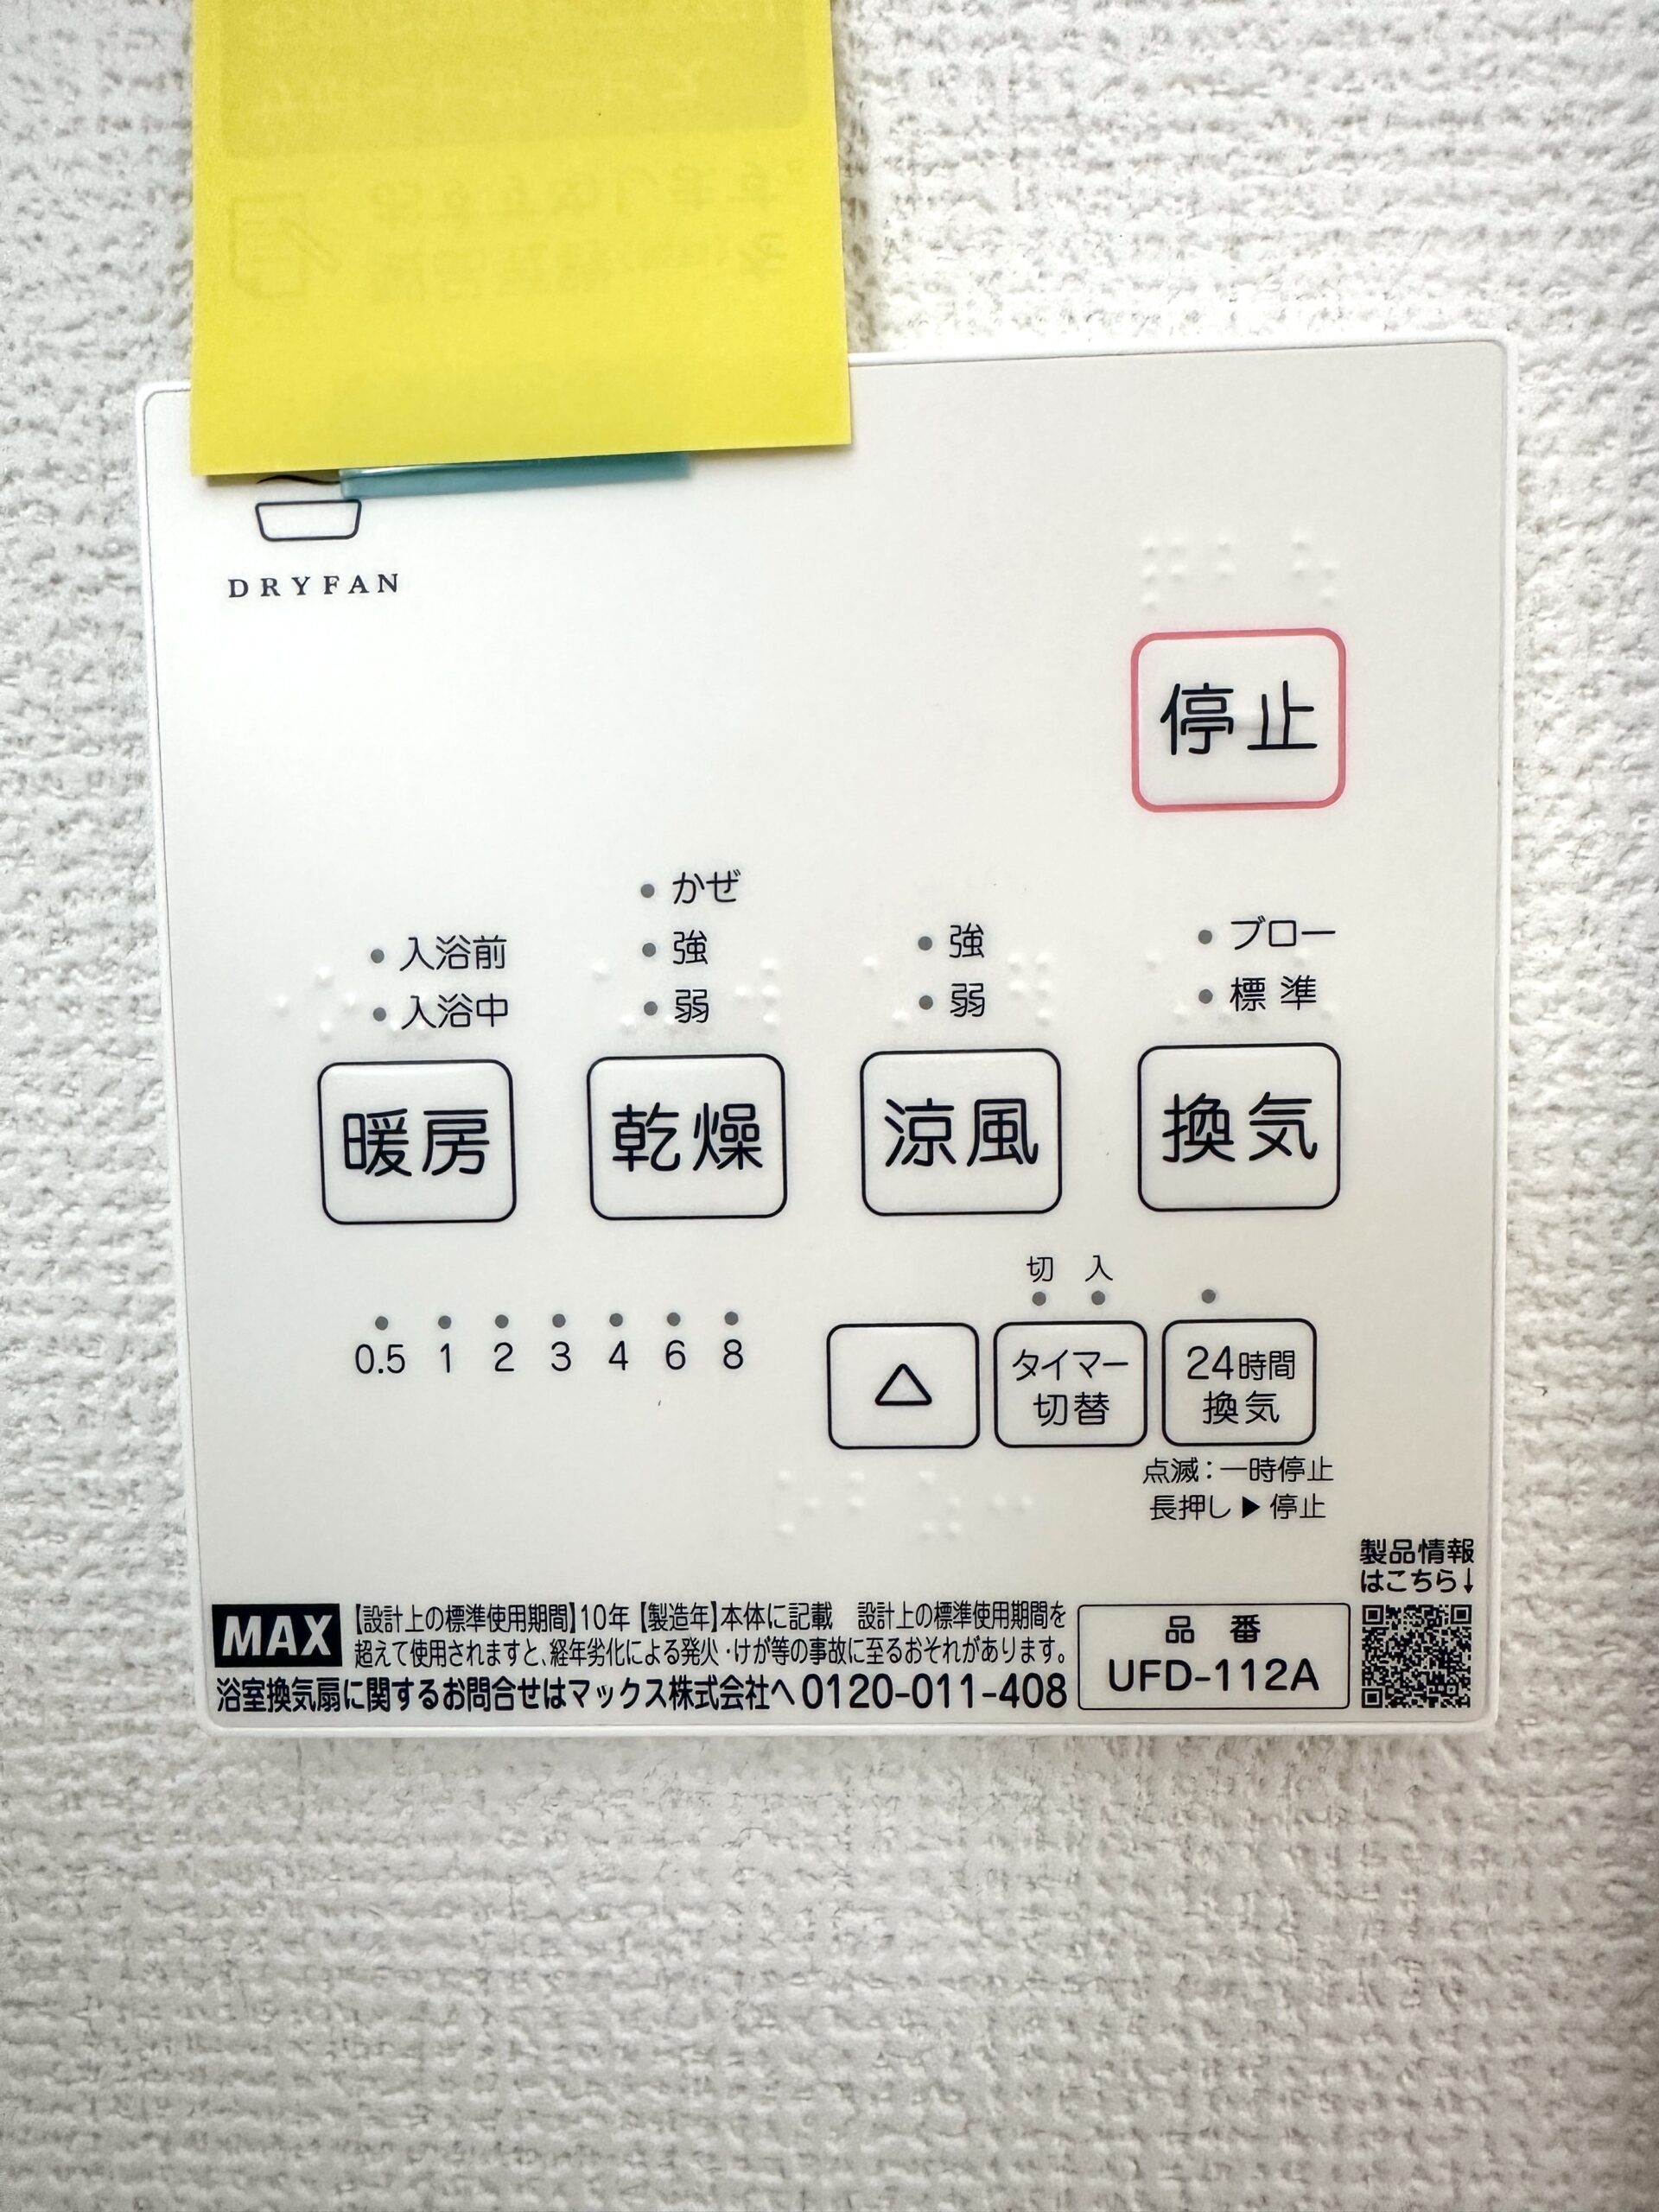 DRYFAN
停止
かぜ
入浴前 強 強 ブロー
入浴中 弱 弱 標準
暖房 乾燥 涼風 換気
切 入
0.5 1 2 3 4 6 8
△ タイマー切替 24時間換気
点滅：一時停止
長押し▶停止
製品情報
はこちら↓
MAX
【設計上の標準使用期間】10年【製造年】本体に記載 設計上の標準使用期間を
超えて使用されますと、経年劣化による発火・けが等の事故に至るおそれがあります。
浴室換気扇に関するお問合せはマックス株式会社へ 0120-011-408
品番
UFD-112A